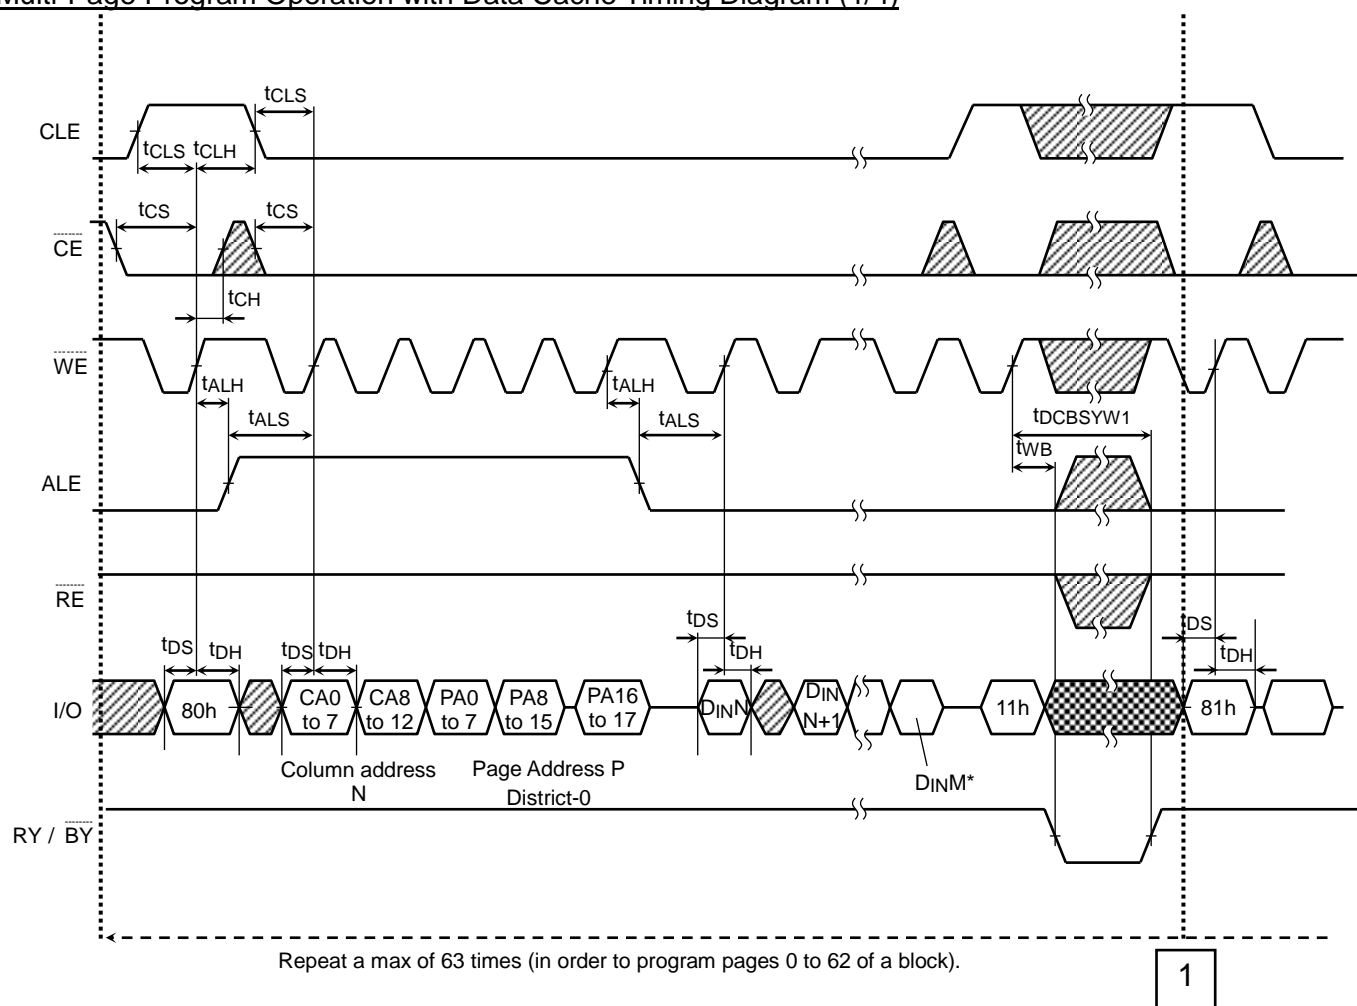 Multi-Page Program Operation with Data Cache Timing Diagram (1/4)
tCLS
CLE
tCLS tCLH
tCS tCS
CE
tCH
WE
tALH tALH
tALS tALS
tDCBSYW1
tWB
ALE
RE
tDS tDH tDS tDH tDS tDH tDS tDH
I/O
80h
CA0 to 7
CA8 to 12
PA0 to 7
PA8 to 15
PA16 to 17
DINN
DIN N+1
11h
81h
Column address N
Page Address P District-0
DINM*
RY / BY
Repeat a max of 63 times (in order to program pages 0 to 62 of a block).
1